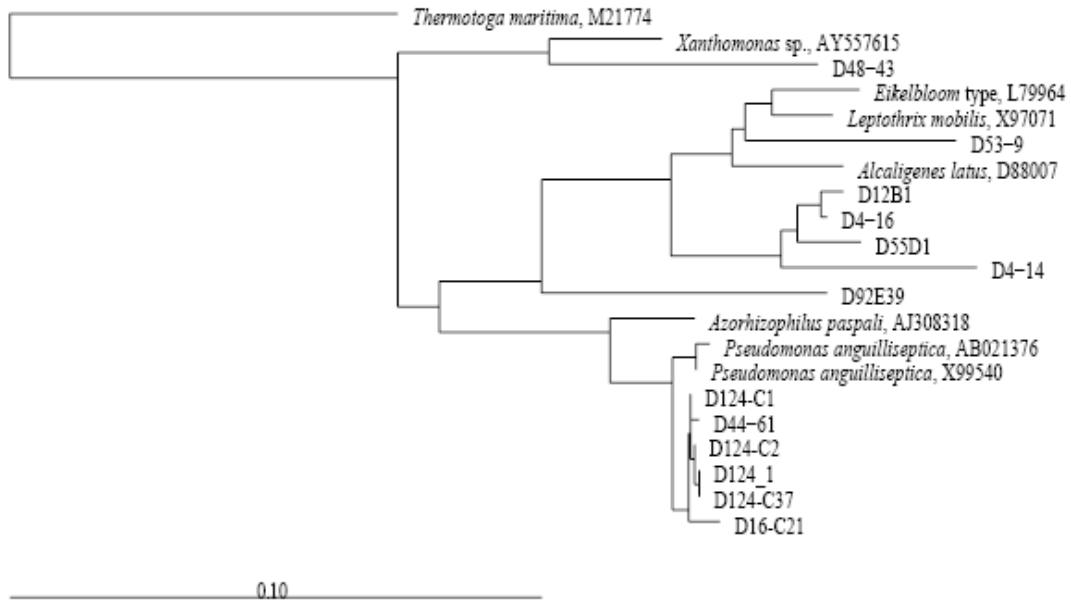 Thermotoga maritima, M21774
Xanthomonas sp., AY557615
D48−43
Eikelbloom type, L79964
Leptothrix mobilis, X97071
D53−9
Alcaligenes latus, D88007
D12B1
D4−16
D55D1
D4−14
D92E39
Azorhizophilus paspali, AJ308318
Pseudomonas anguilliseptica, AB021376
Pseudomonas anguilliseptica, X99540
D124-C1
D44−61
D124-C2
D124_1
D124-C37
D16-C21
0.10